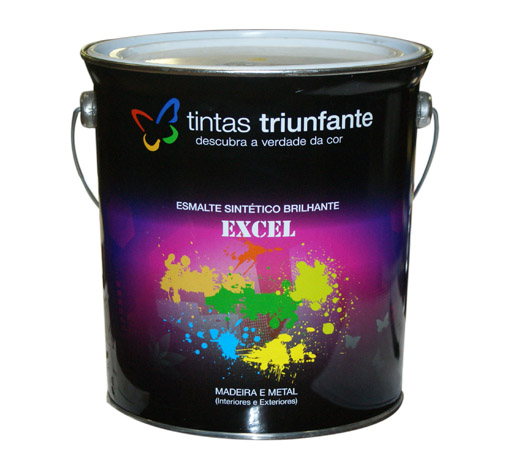 tintas triunfante
descubra a verdade da cor
ESMALTE SINTÉTICO BRILHANTE
EXCEL
MADEIRA E METAL
(Interiores e Exteriores)